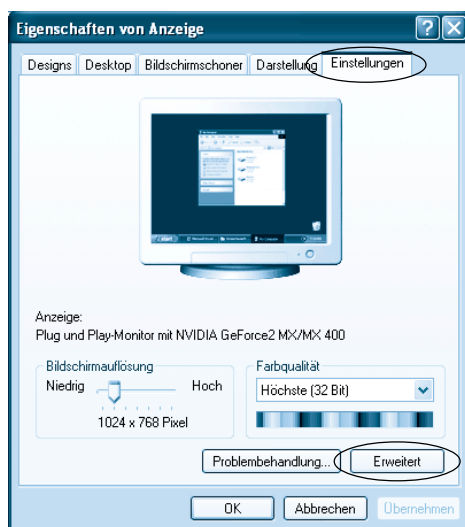 Eigenschaften von Anzeige
Designs Desktop Bildschirmschoner Darstellung Einstellungen
Anzeige:
Plug und Play-Monitor mit NVIDIA GeForce2 MX/MX 400
Bildschirmauflösung
Niedrig Hoch
1024 x 768 Pixel
Farbqualität
Höchste (32 Bit)
Problembehandlung... Erweitert
OK Abbrechen Übernehmen